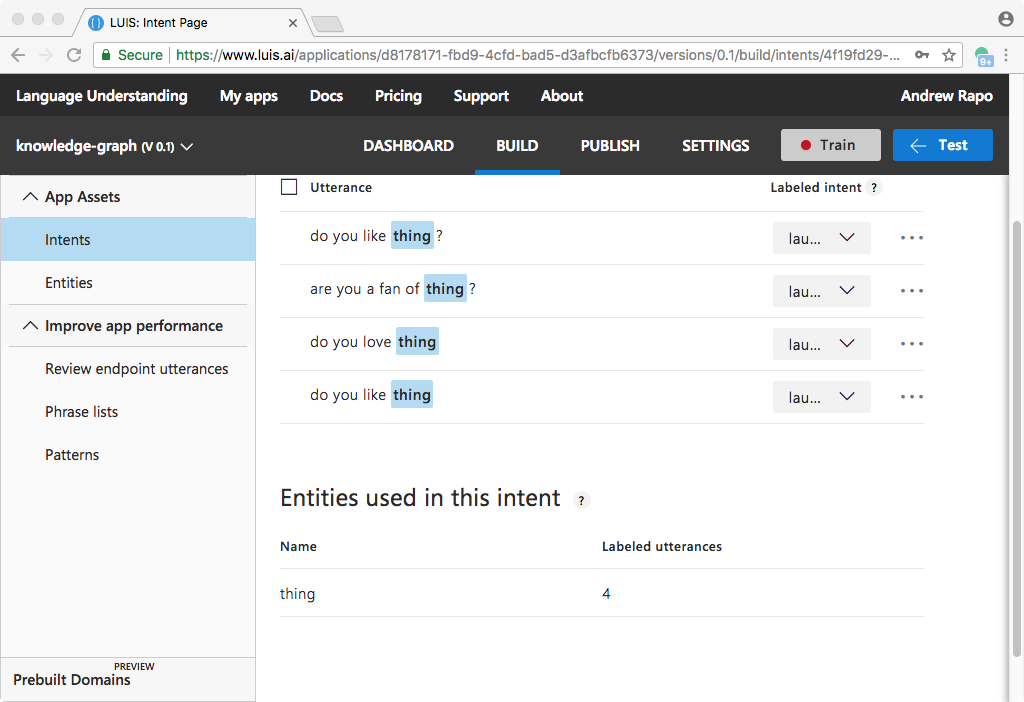 LUIS: Intent Page
Secure https://www.luis.ai/applications/d8178171-fbd9-4cfd-bad5-d3afbcfb6373/versions/0.1/build/intents/4f19fd29-...
9+
Language Understanding My apps Docs Pricing Support About Andrew Rapo
knowledge-graph (V 0.1) DASHBOARD BUILD PUBLISH SETTINGS Train Test
App Assets
Intents
Entities
Improve app performance
Review endpoint utterances
Phrase lists
Patterns
PREVIEW
Prebuilt Domains
Utterance Labeled intent ?
do you like thing ? lau...
are you a fan of thing ? lau...
do you love thing lau...
do you like thing lau...
Entities used in this intent ?
Name Labeled utterances
thing 4